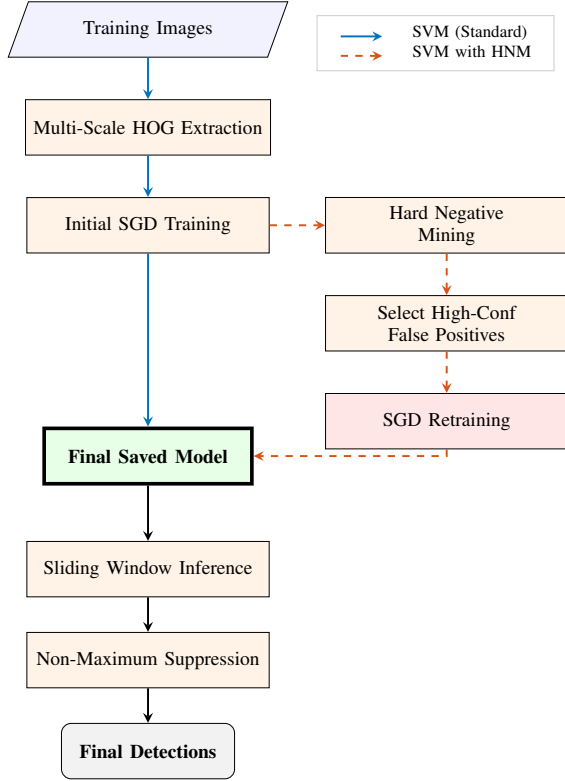 Training Images
SVM (Standard)
SVM with HNM
Multi-Scale HOG Extraction
Initial SGD Training
Hard Negative
Mining
Select High-Conf
False Positives
SGD Retraining
Final Saved Model
Sliding Window Inference
Non-Maximum Suppression
Final Detections